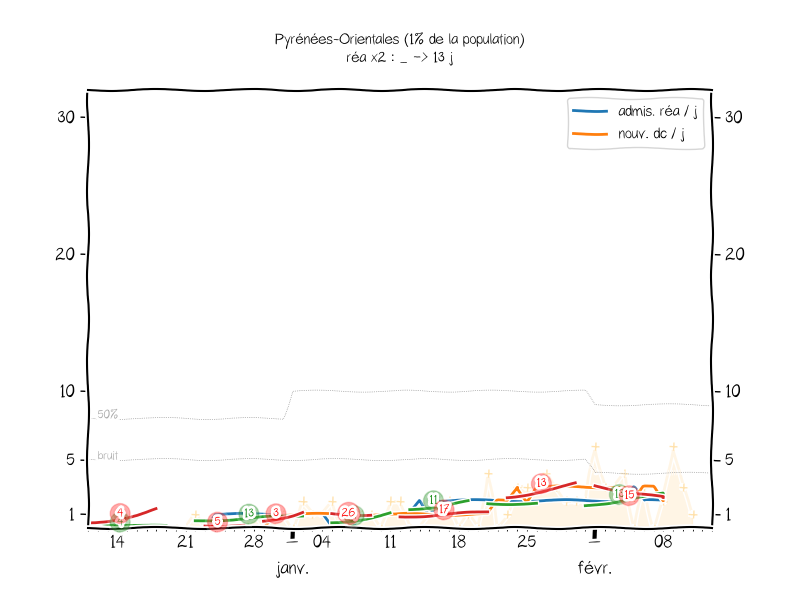 Pyrénées-Orientales (1% de la population)
réa x2 : _ -> 13 j
admis. réa / j
nouv. dc / j
30 30
20 20
10 10
50%
bruit
5 5
1 1
4 5 13 3 26 11 17 13 15
14 21 28 04 11 18 25 08
janv. févr.